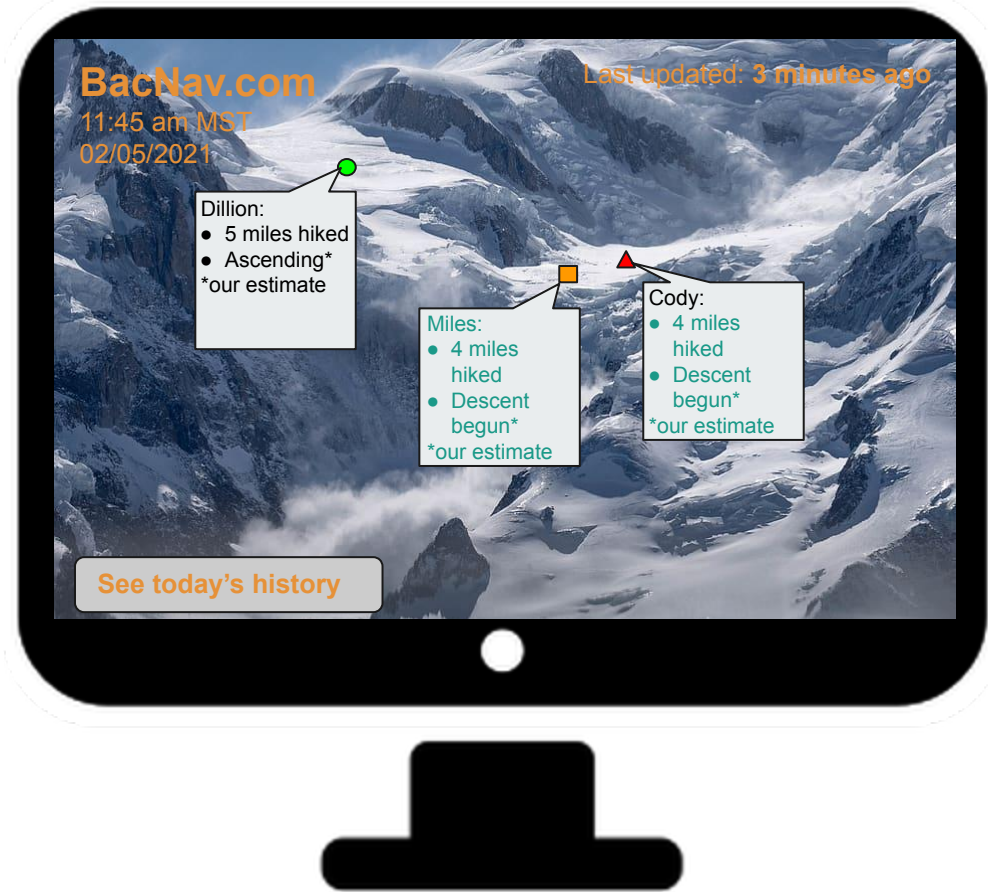 BacNav.com
Last updated: 3 minutes ago
11:45 am MST
02/05/2021
Dillion:
● 5 miles hiked
● Ascending*
*our estimate
Miles:
● 4 miles
hiked
● Descent
begun*
*our estimate
Cody:
● 4 miles
hiked
● Descent
begun*
*our estimate
See today’s history